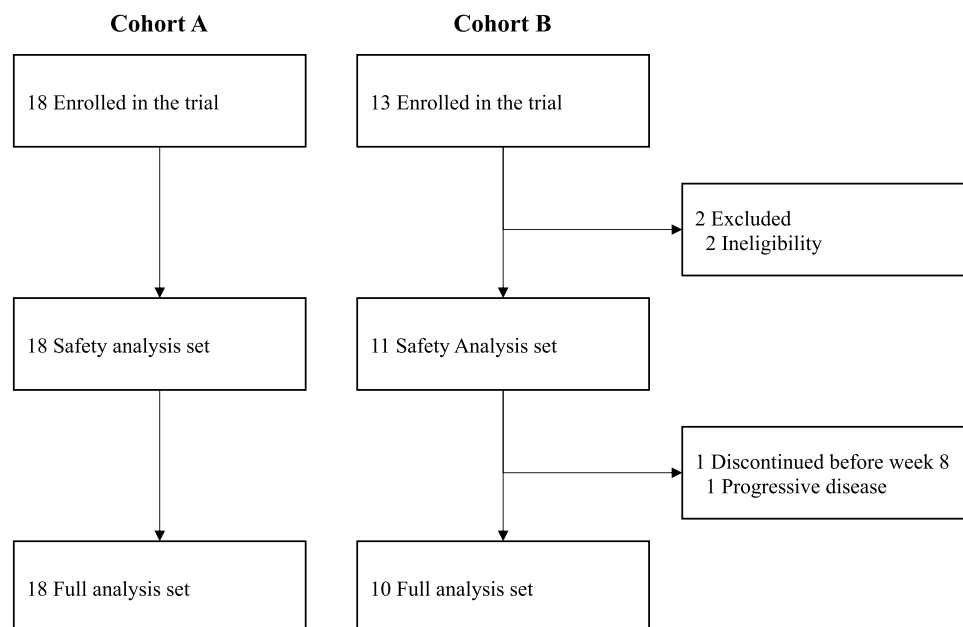 Cohort A
Cohort B
18 Enrolled in the trial
13 Enrolled in the trial
2 Excluded
2 Ineligibility
18 Safety analysis set
11 Safety Analysis set
1 Discontinued before week 8
1 Progressive disease
18 Full analysis set
10 Full analysis set